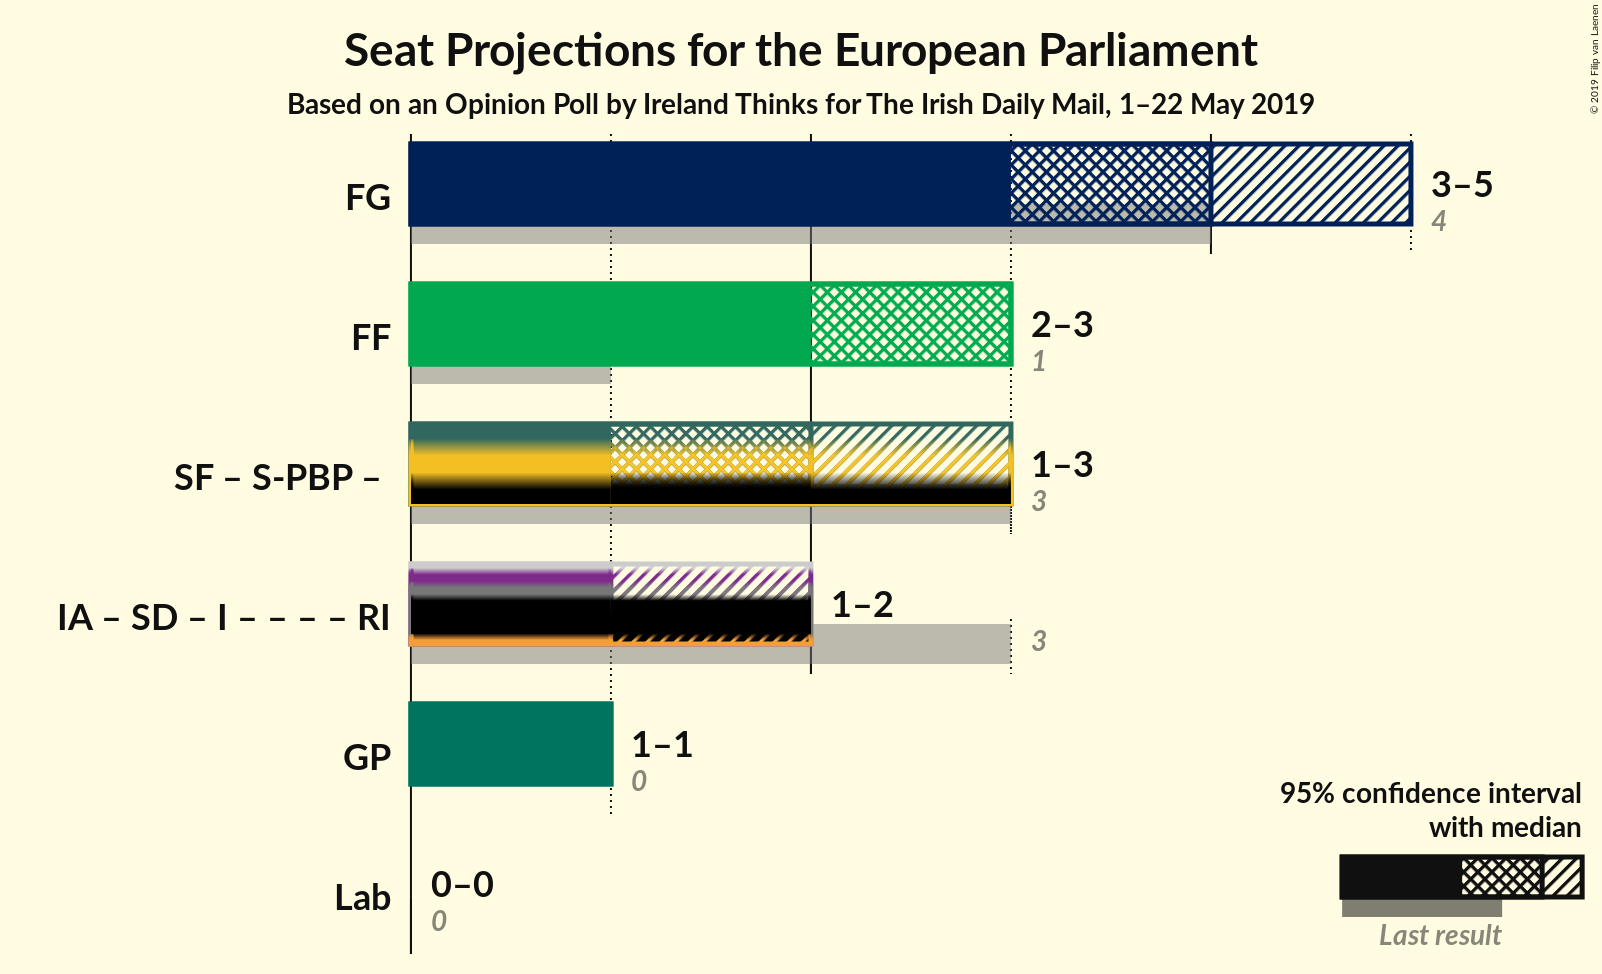 Seat Projections for the European Parliament
Based on an Opinion Poll by Ireland Thinks for The Irish Daily Mail, 1–22 May 2019
© 2019 Filip van Laenen
FG
3–5
4
FF
2–3
1
SF – S-PBP –
1–3
3
IA – SD – I – – – – RI
1–2
3
GP
1–1
0
Lab
0–0
0
95% confidence interval
with median
Last result